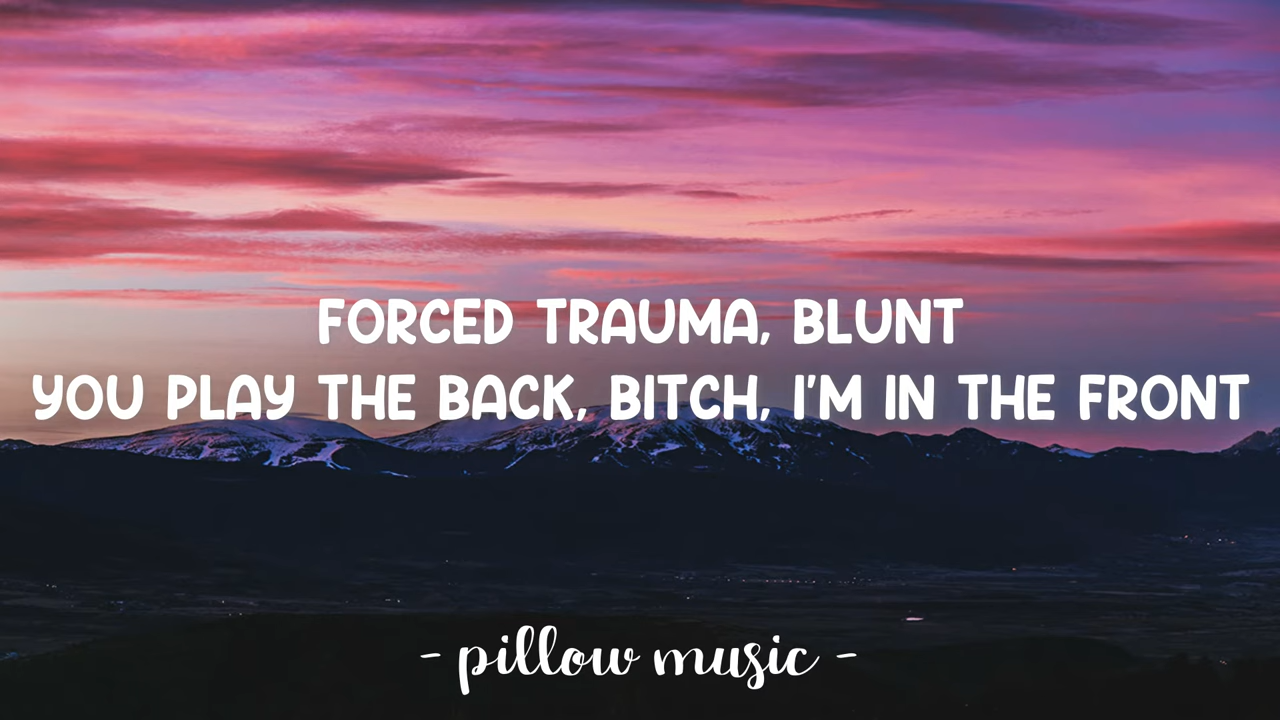 FORCED TRAUMA, BLUNT
YOU PLAY THE BACK, BITCH, I'M IN THE FRONT
- pillow music -